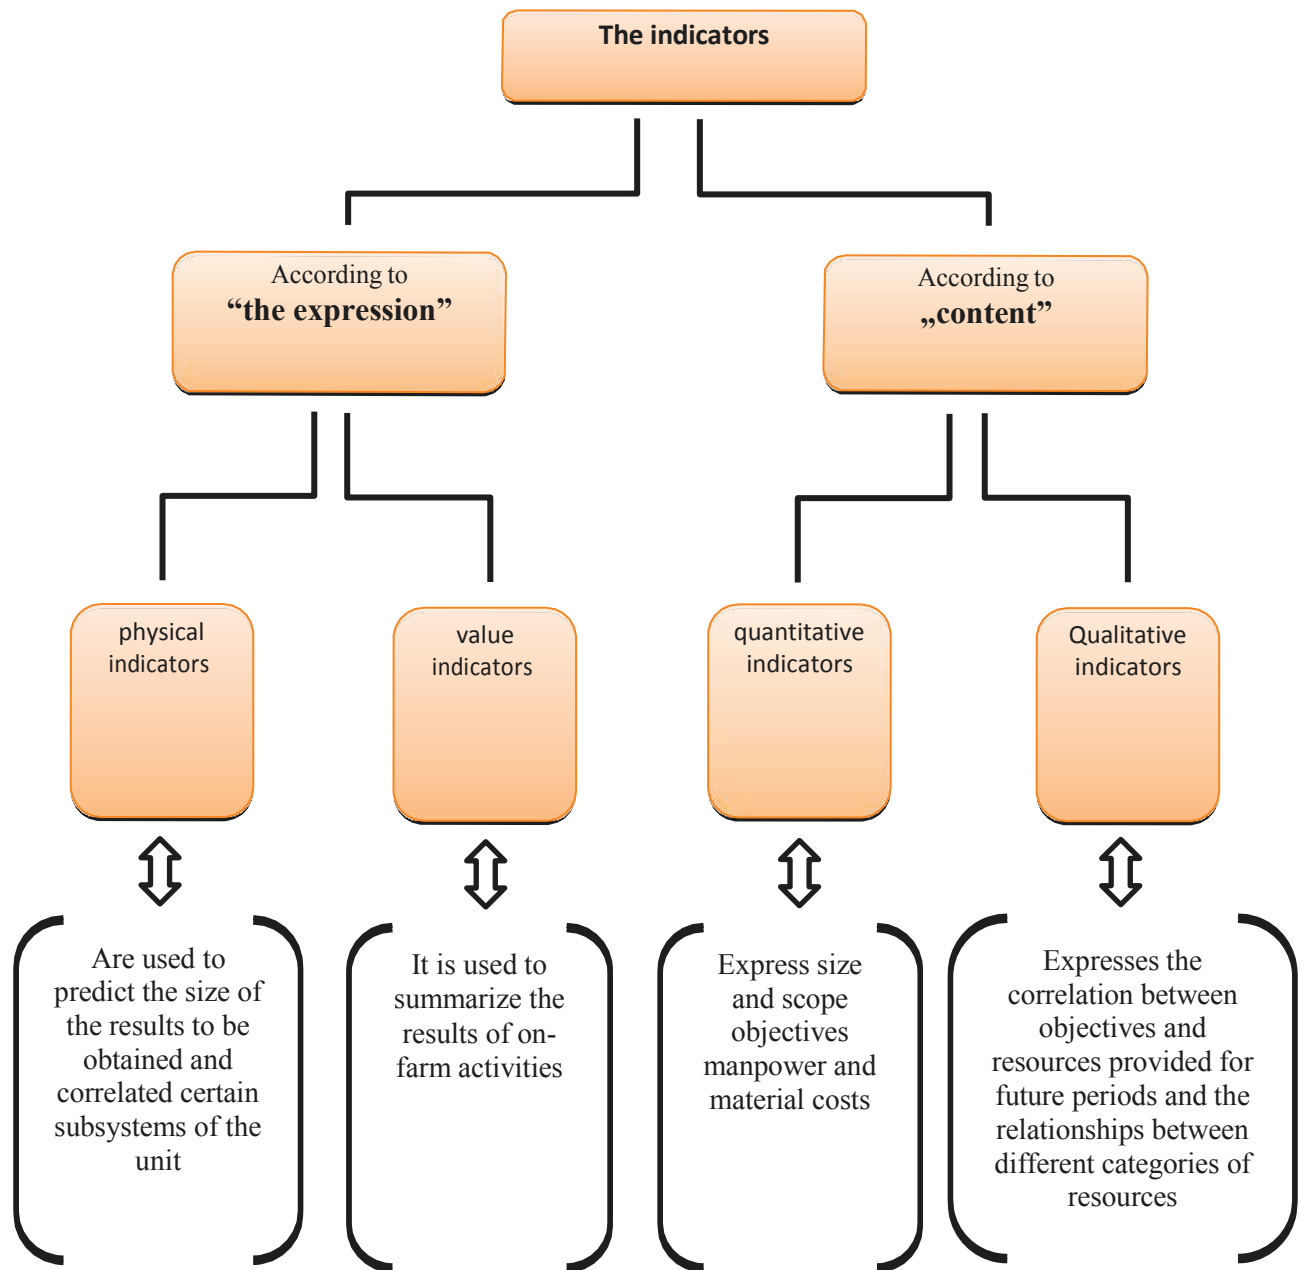 The indicators
According to
“the expression”
According to
„content”
physical
indicators
value
indicators
quantitative
indicators
Qualitative
indicators
Are used to
predict the size of
the results to be
obtained and
correlated certain
subsystems of the
unit
It is used to
summarize the
results of on-
farm activities
Express size
and scope
objectives
manpower and
material costs
Expresses the
correlation between
objectives and
resources provided for
future periods and the
relationships between
different categories of
resources